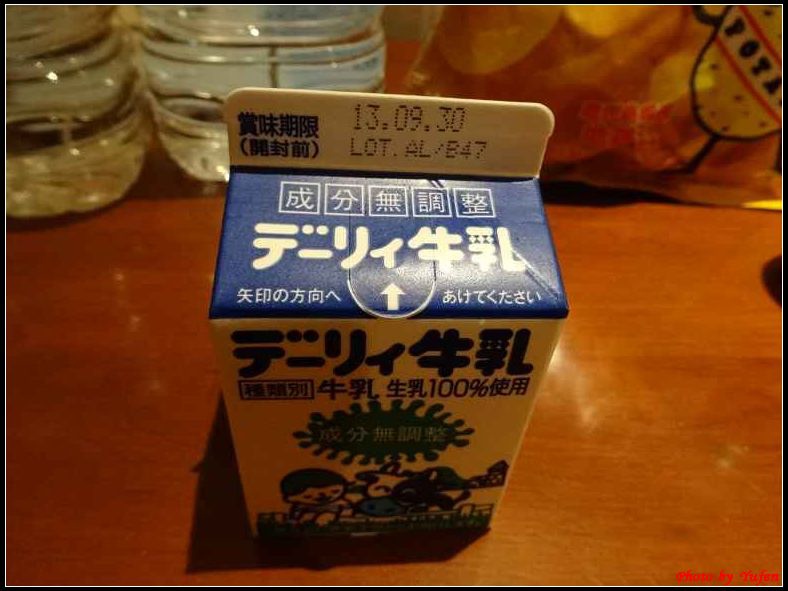 賞味期限
(開封前)
13.09.30
LOT. AL/B47
成分無調整
デーリィ牛乳
矢印の方向へ
あけてください
デーリィ牛乳
種類別 牛乳 生乳100%使用
成分無調整
POTA
Photo by Yufen